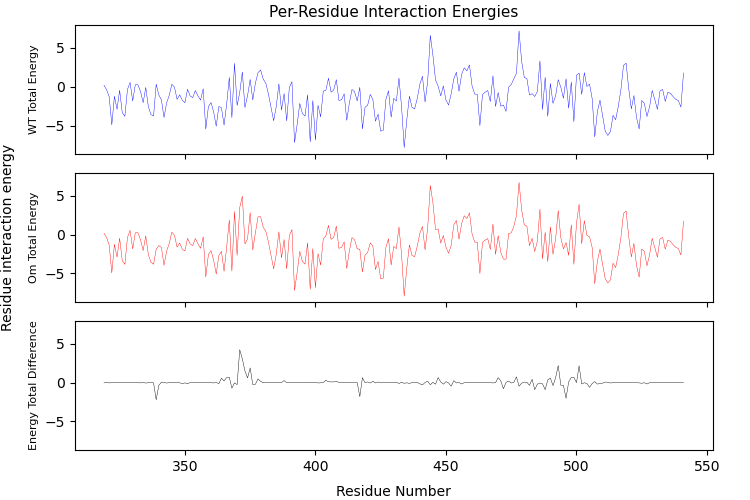 Per-Residue Interaction Energies
Residue interaction energy
WT Total Energy
5
0
−5
Om Total Energy
5
0
−5
Energy Total Difference
5
0
−5
350
400
450
500
550
Residue Number